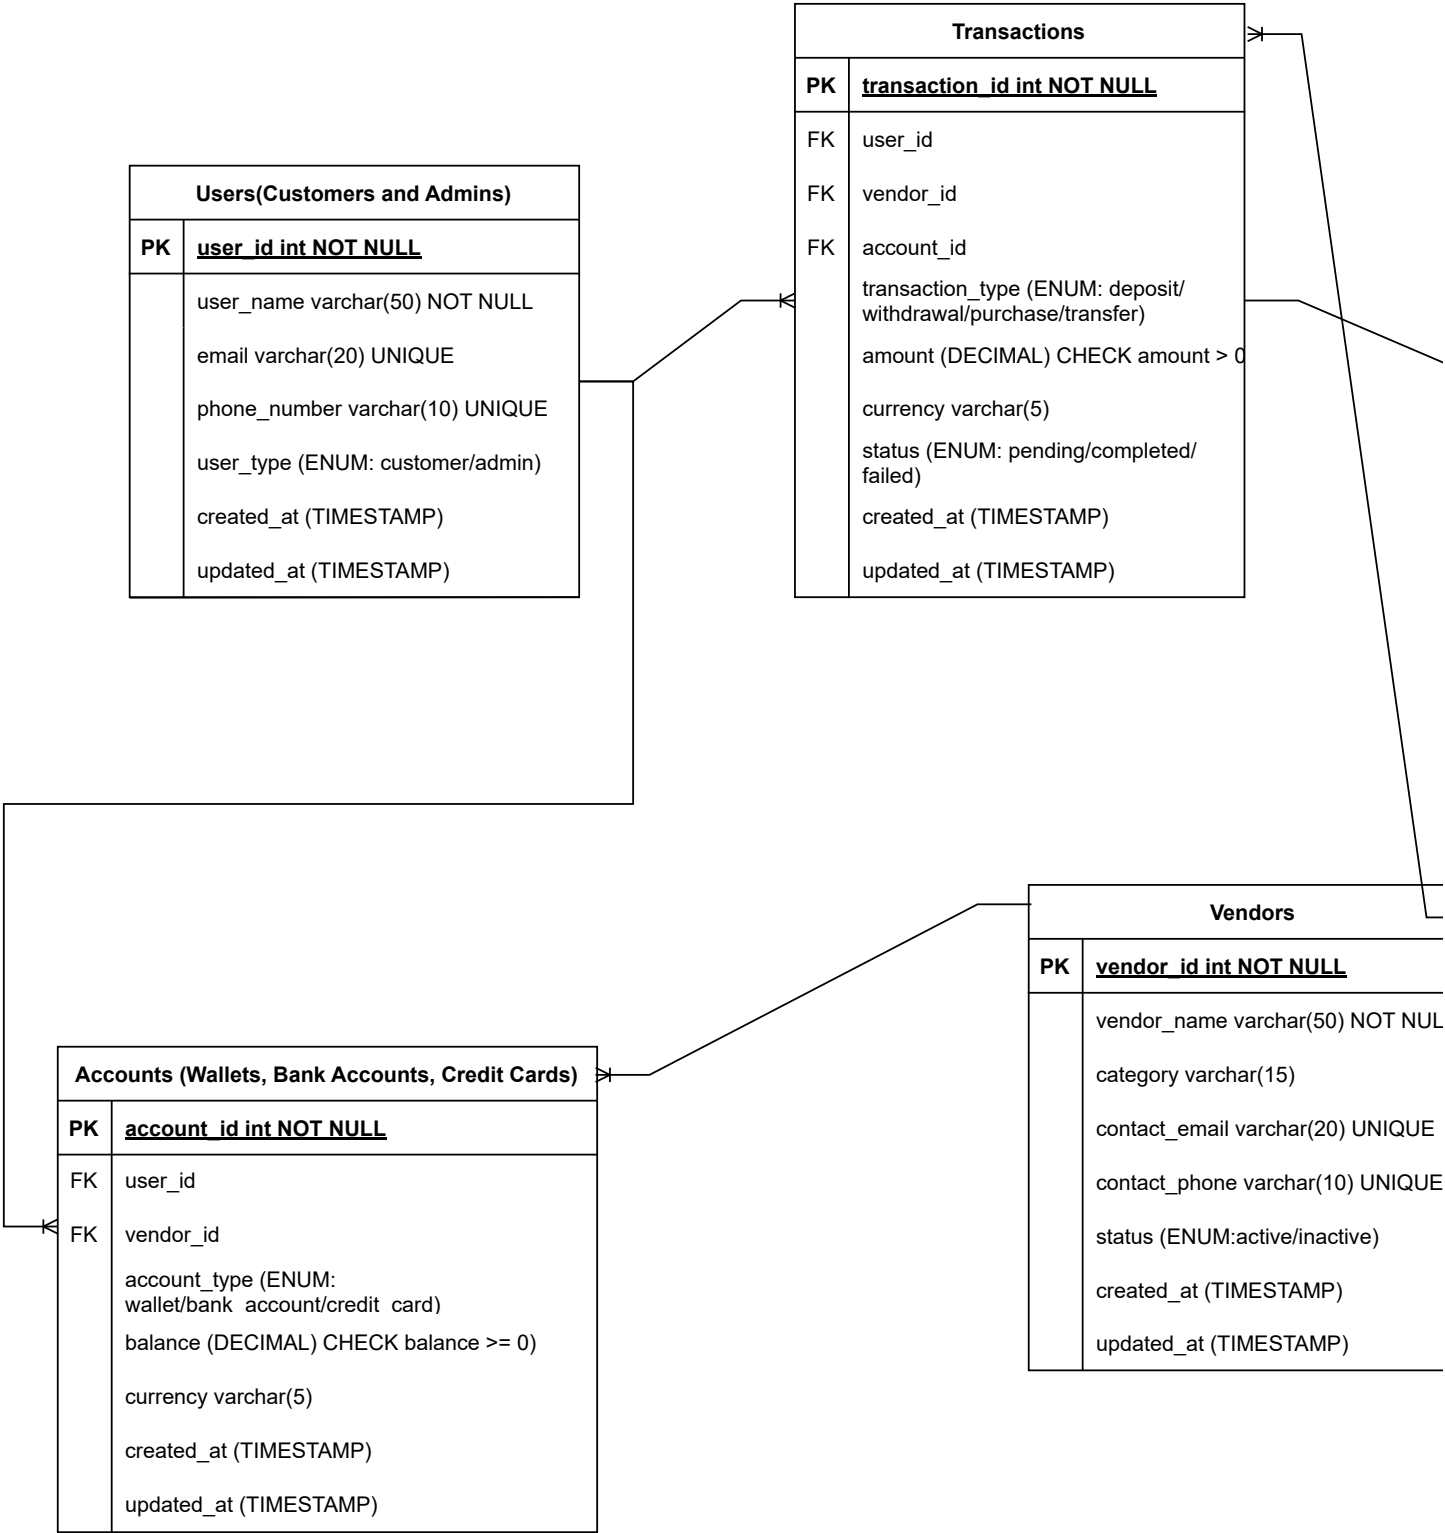 Transactions
PK transaction_id int NOT NULL
FK user_id
FK vendor_id
FK account_id
transaction_type (ENUM: deposit/
withdrawal/purchase/transfer)
amount (DECIMAL) CHECK amount > 0
currency varchar(5)
status (ENUM: pending/completed/
failed)
created_at (TIMESTAMP)
updated_at (TIMESTAMP)
Users(Customers and Admins)
PK user_id int NOT NULL
user_name varchar(50) NOT NULL
email varchar(20) UNIQUE
phone_number varchar(10) UNIQUE
user_type (ENUM: customer/admin)
created_at (TIMESTAMP)
updated_at (TIMESTAMP)
Vendors
PK vendor_id int NOT NULL
vendor_name varchar(50) NOT NUL
category varchar(15)
contact_email varchar(20) UNIQUE
contact_phone varchar(10) UNIQUE
status (ENUM:active/inactive)
created_at (TIMESTAMP)
updated_at (TIMESTAMP)
Accounts (Wallets, Bank Accounts, Credit Cards)
PK account_id int NOT NULL
FK user_id
FK vendor_id
account_type (ENUM:
wallet/bank_account/credit_card)
balance (DECIMAL) CHECK balance >= 0)
currency varchar(5)
created_at (TIMESTAMP)
updated_at (TIMESTAMP)